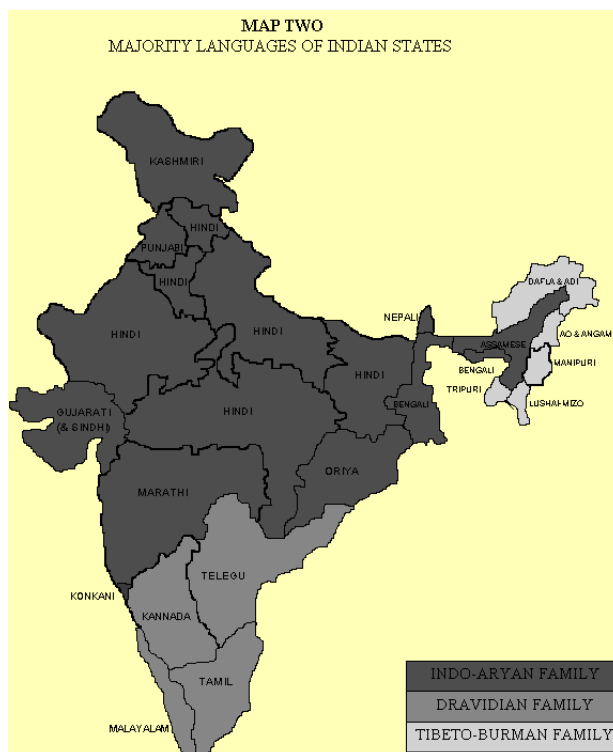 MAP TWO
MAJORITY LANGUAGES OF INDIAN STATES
KASHMIRI
HINDI
PUNJABI
HINDI
DAFLA & ADI
HINDI
HINDI
NEPALI
ASSAMESE
AO & ANGAMI
HINDI
BENGALI
MANIPURI
TRIPURI
LUSHAI-MIZO
GUJARATI
(& SINDHI)
HINDI
BENGALI
ORIYA
MARATHI
TELEGU
KONKANI
KANNADA
TAMIL
MALAYALAM
INDO-ARYAN FAMILY
DRAVIDIAN FAMILY
TIBETO-BURMAN FAMILY